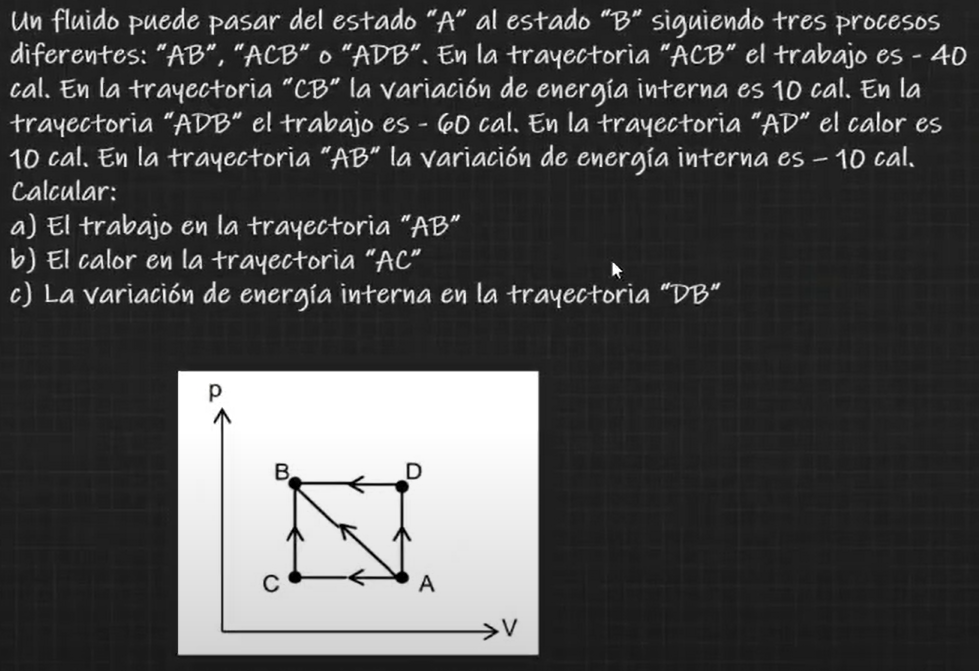 Un fluido puede pasar del estado "A" al estado "B" siguiendo tres procesos
diferentes: "AB", "ACB" o "ADB". En la trayectoria "ACB" el trabajo es - 40
cal. En la trayectoria "CB" la variación de energía interna es 10 cal. En la
trayectoria "ADB" el trabajo es - 60 cal. En la trayectoria "AD" el calor es
10 cal. En la trayectoria "AB" la variación de energía interna es – 10 cal.
Calcular:
a) El trabajo en la trayectoria "AB"
b) El calor en la trayectoria "AC"
c) La variación de energía interna en la trayectoria "DB"
P
B D
C A
V